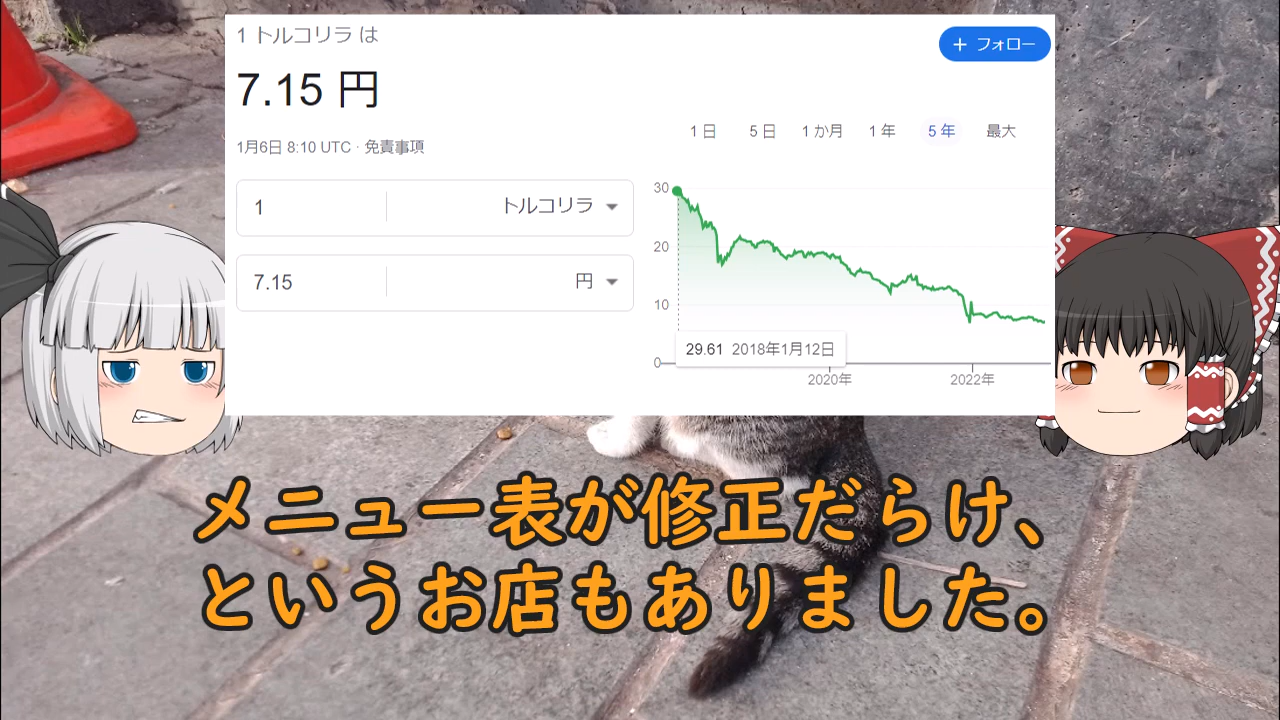 1 トルコリラ は
7.15 円
1月6日 8:10 UTC · 免責事項
1 トルコリラ
7.15 円
+ フォロー
1 日 5 日 1 か月 1 年 5 年 最大
30
20
10
0
29.61 2018年1月12日
2020年 2022年
メニュー表が修正だらけ、
というお店もありました。